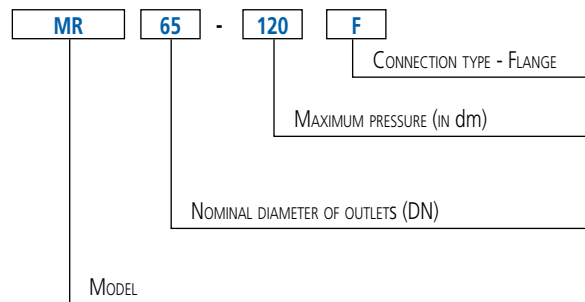 MR 65 - 120 F
Connection type - Flange
Maximum pressure (in dm)
Nominal diameter of outlets (DN)
Model